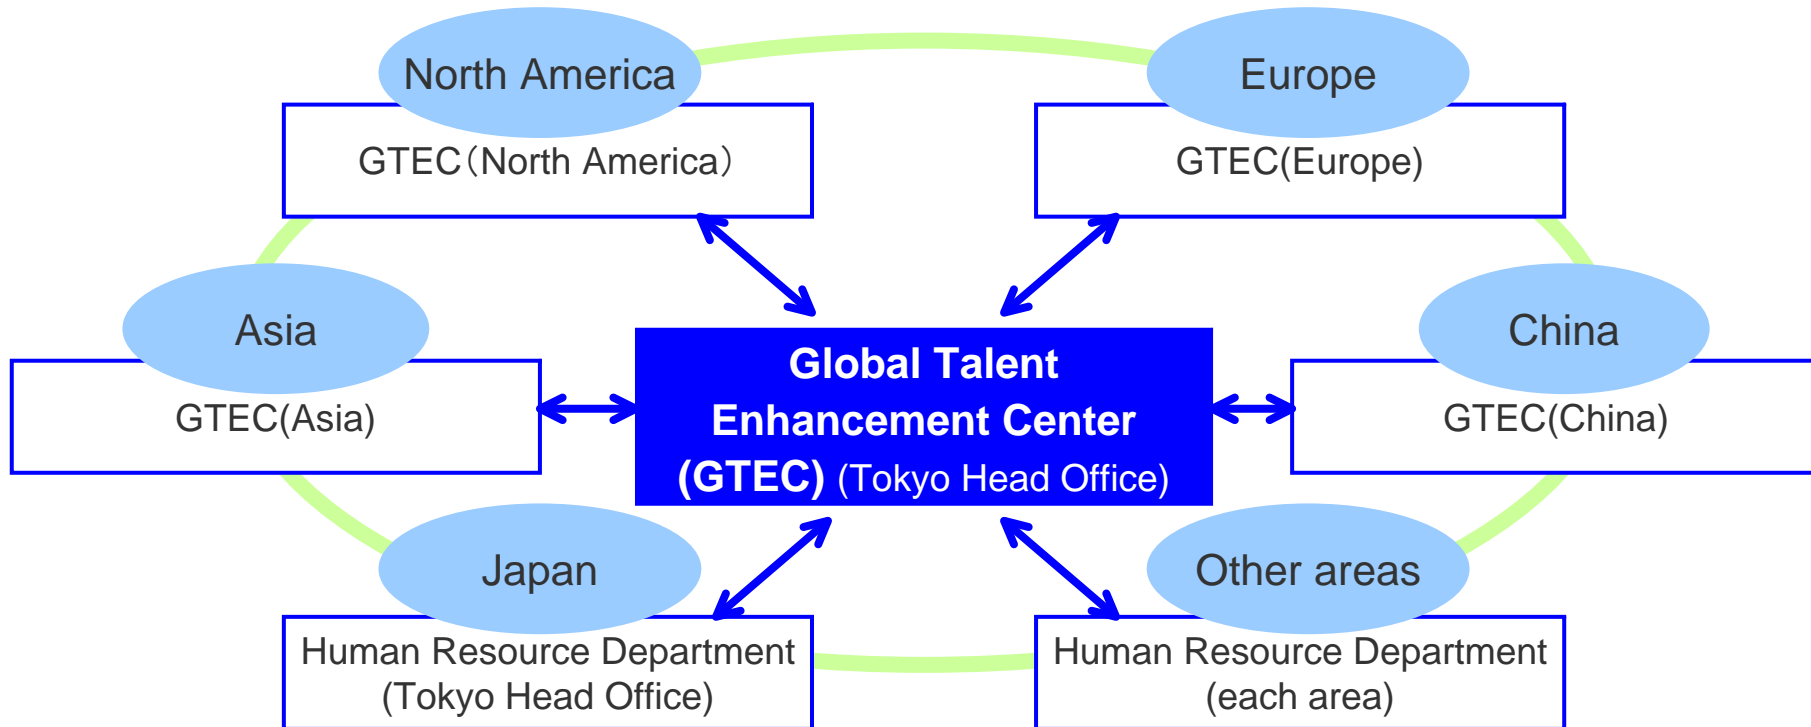 North America
Europe
GTEC（North America）
GTEC(Europe)
Asia
China
GTEC(Asia)
Global Talent
Enhancement Center
(GTEC) (Tokyo Head Office)
GTEC(China)
Japan
Other areas
Human Resource Department
(Tokyo Head Office)
Human Resource Department
(each area)